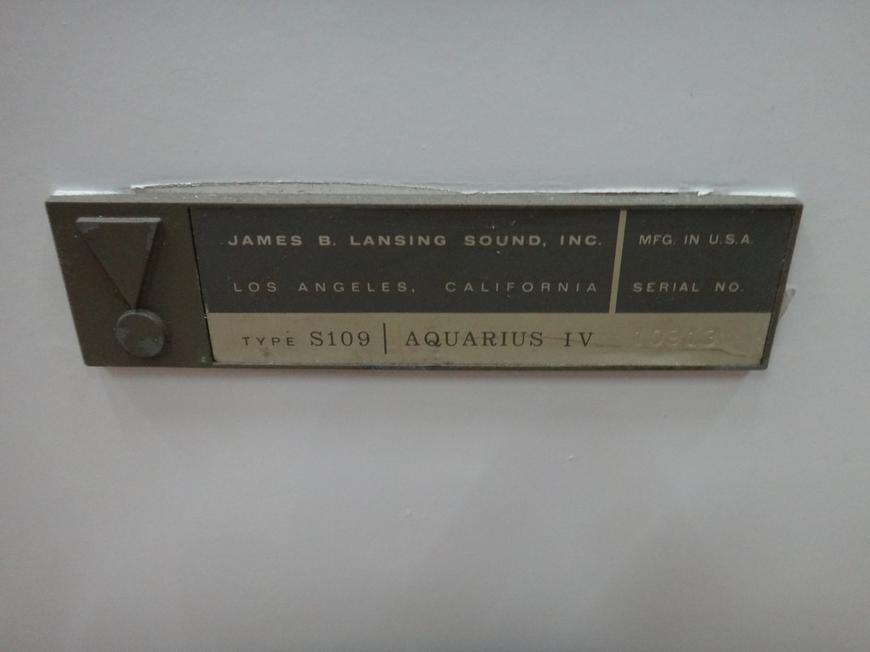 JAMES B. LANSING SOUND, INC.
LOS ANGELES, CALIFORNIA
MFG. IN U.S.A.
SERIAL NO.
TYPE S109 | AQUARIUS IV